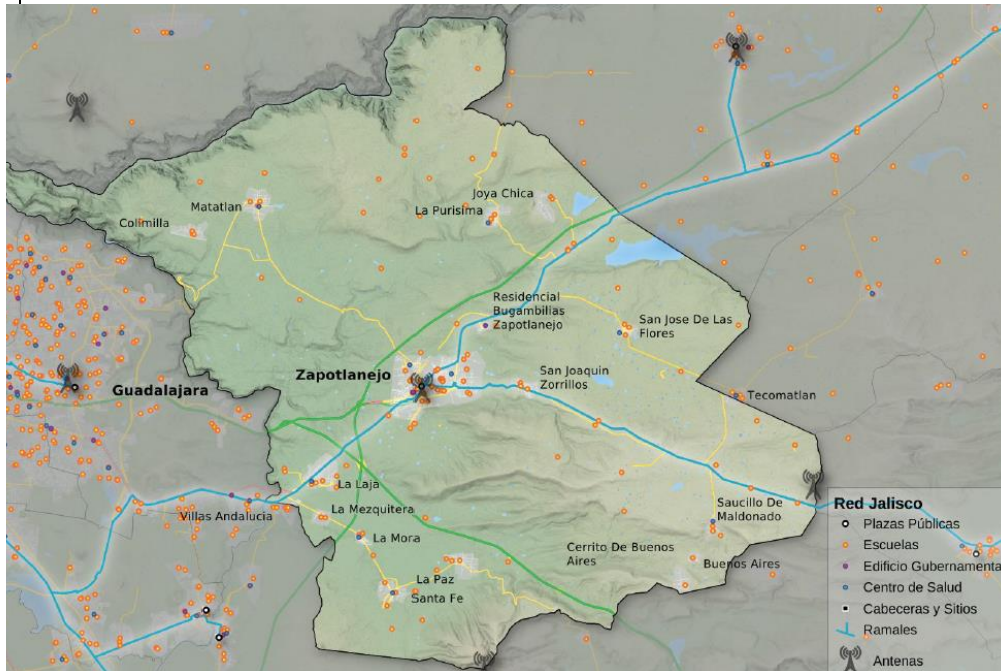 Joya Chica
La Purisima
Matatlan
Colimilla
Residencial
Bugambilias
Zapotlanejo
San Jose De Las
Flores
Zapotlanejo
San Joaquin
Zorrillos
Guadalajara
Tecomatlan
La Laja
Villas Andalucia
La Mezquitera
Saucillo De
Maldonado
La Mora
Cerrito De Buenos
Aires
Buenos Aires
La Paz
Santa Fe
Red Jalisco
Plazas Públicas
Escuelas
Edificio Gubernamenta
Centro de Salud
Cabeceras y Sitios
Ramales
Antenas